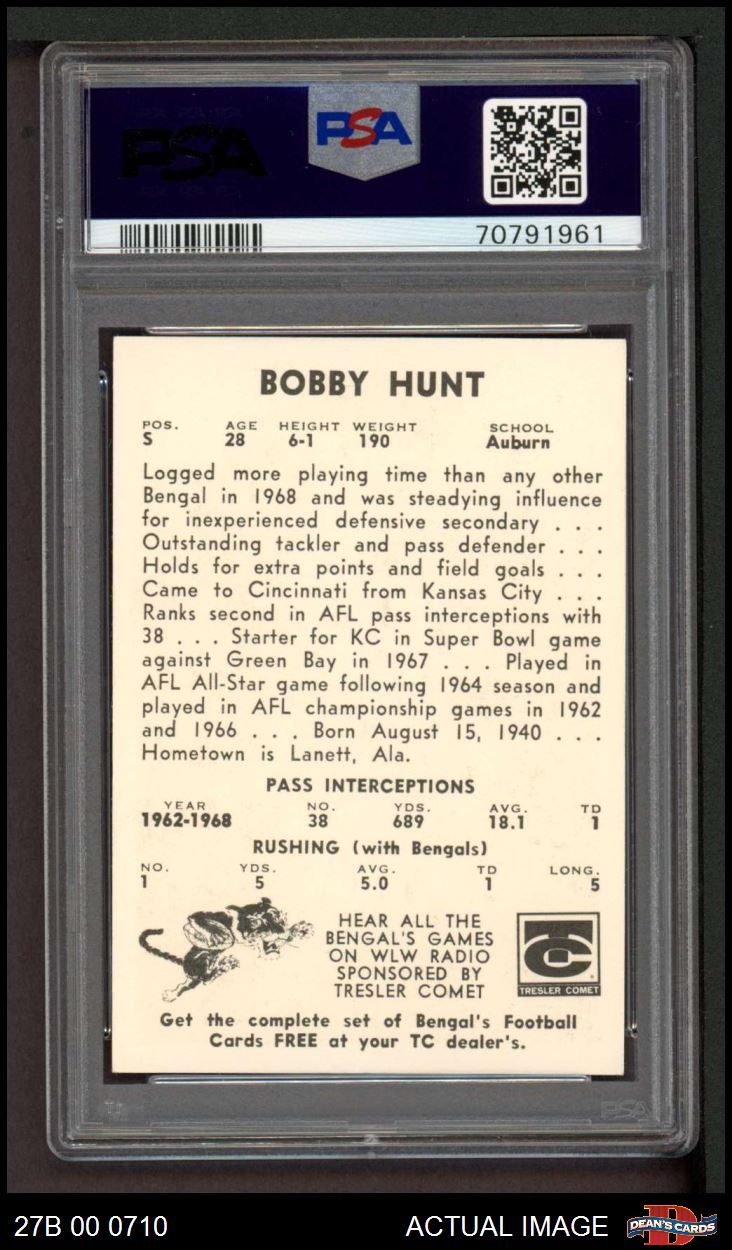 PSA
PSA
70791961
BOBBY HUNT
POS. AGE HEIGHT WEIGHT SCHOOL
S 28 6-1 190 Auburn
Logged more playing time than any other
Bengal in 1968 and was steadying influence
for inexperienced defensive secondary . . .
Outstanding tackler and pass defender . . .
Holds for extra points and field goals . . .
Came to Cincinnati from Kansas City . . .
Ranks second in AFL pass interceptions with
38 . . . Starter for KC in Super Bowl game
against Green Bay in 1967 . . . Played in
AFL All-Star game following 1964 season and
played in AFL championship games in 1962
and 1966 . . . Born August 15, 1940 . . .
Hometown is Lanett, Ala.
PASS INTERCEPTIONS
YEAR NO. YDS. AVG. TD
1962-1968 38 689 18.1 1
RUSHING (with Bengals)
NO. YDS. AVG. TD LONG.
1 5 5.0 1 5
HEAR ALL THE
BENGAL'S GAMES
ON WLW RADIO
SPONSORED BY
TRESLER COMET
TC
TRESLER COMET
Get the complete set of Bengal's Football
Cards FREE at your TC dealer's.
PSA
27B 00 0710 ACTUAL IMAGE DEAN'S CARDS